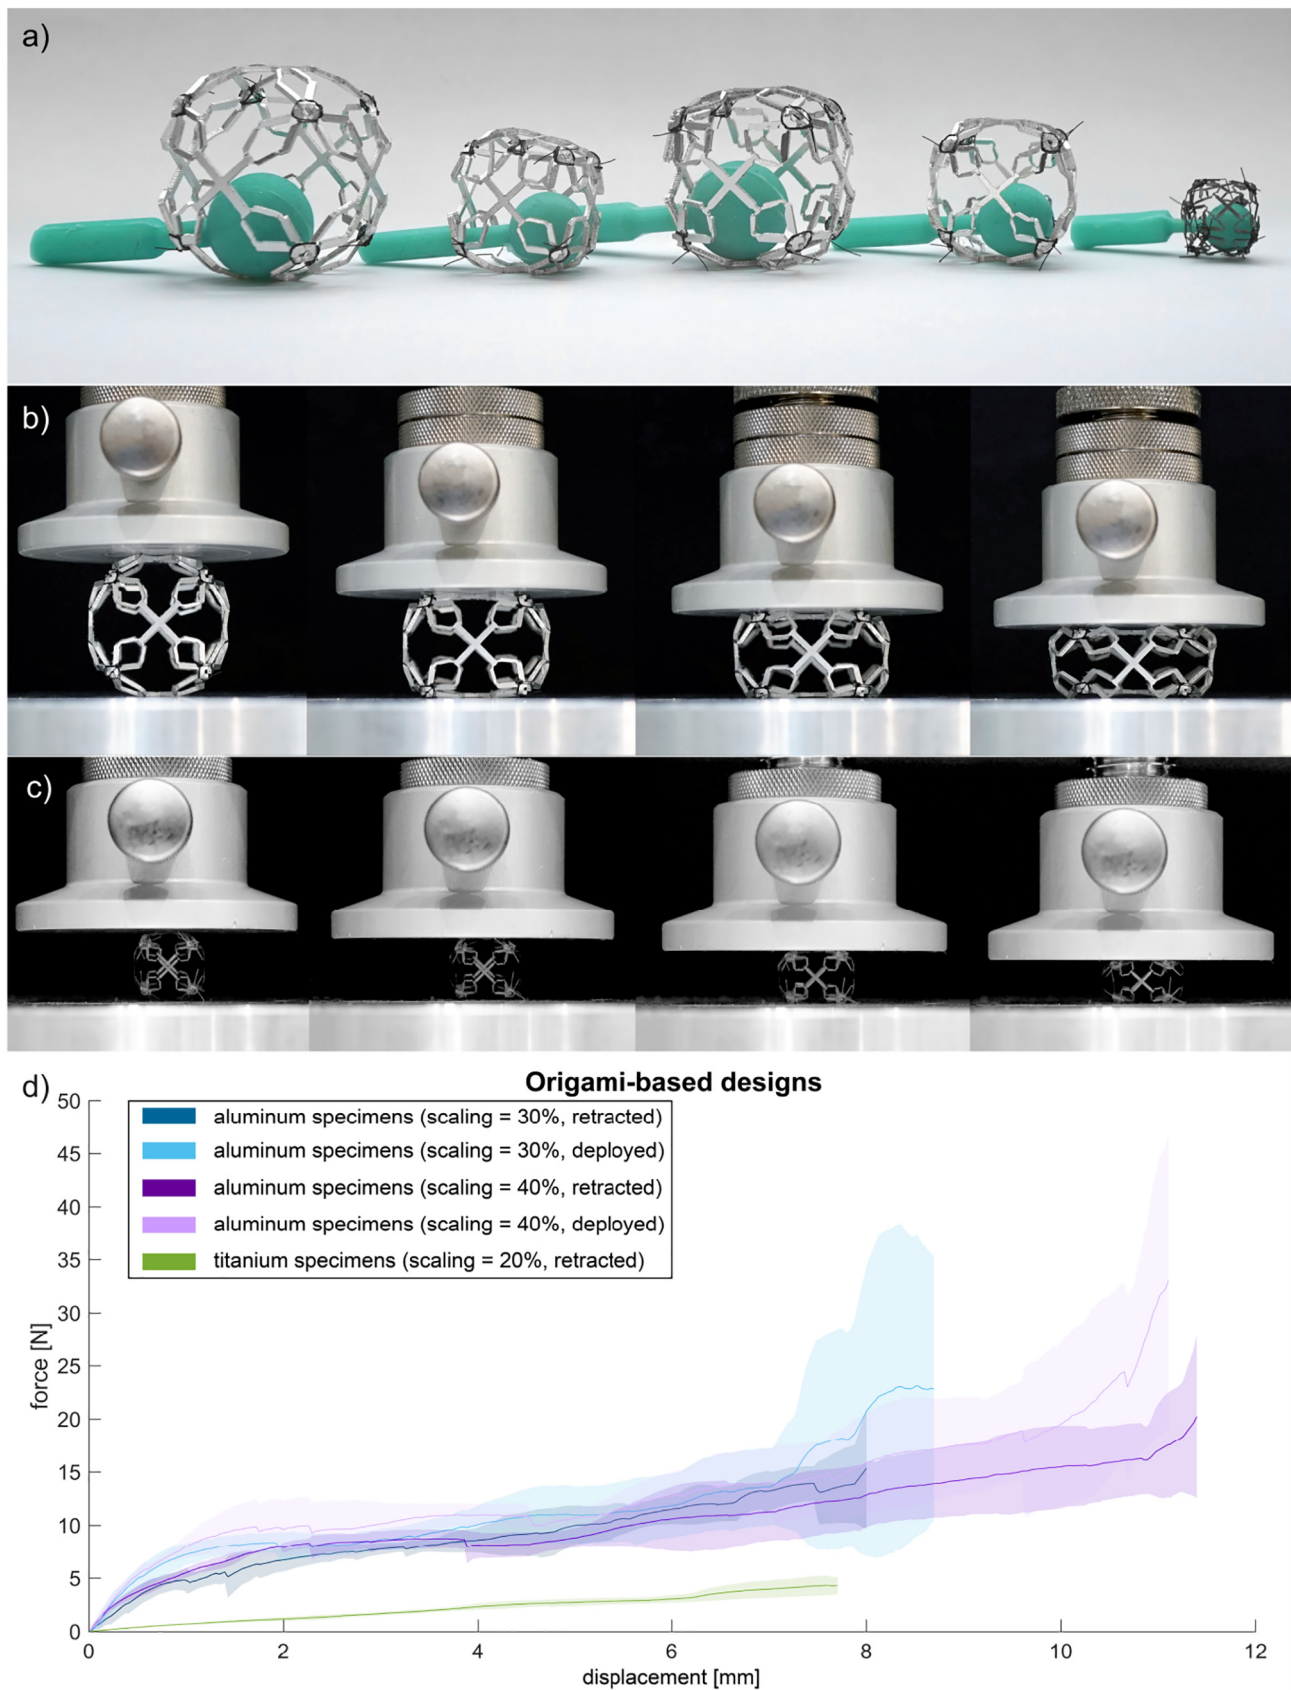 a)
b)
c)
d)
Origami-based designs
50
45
40
35
30
25
20
15
10
5
0
force [N]
aluminum specimens (scaling = 30%, retracted)
aluminum specimens (scaling = 30%, deployed)
aluminum specimens (scaling = 40%, retracted)
aluminum specimens (scaling = 40%, deployed)
titanium specimens (scaling = 20%, retracted)
0 2 4 6 8 10 12
displacement [mm]